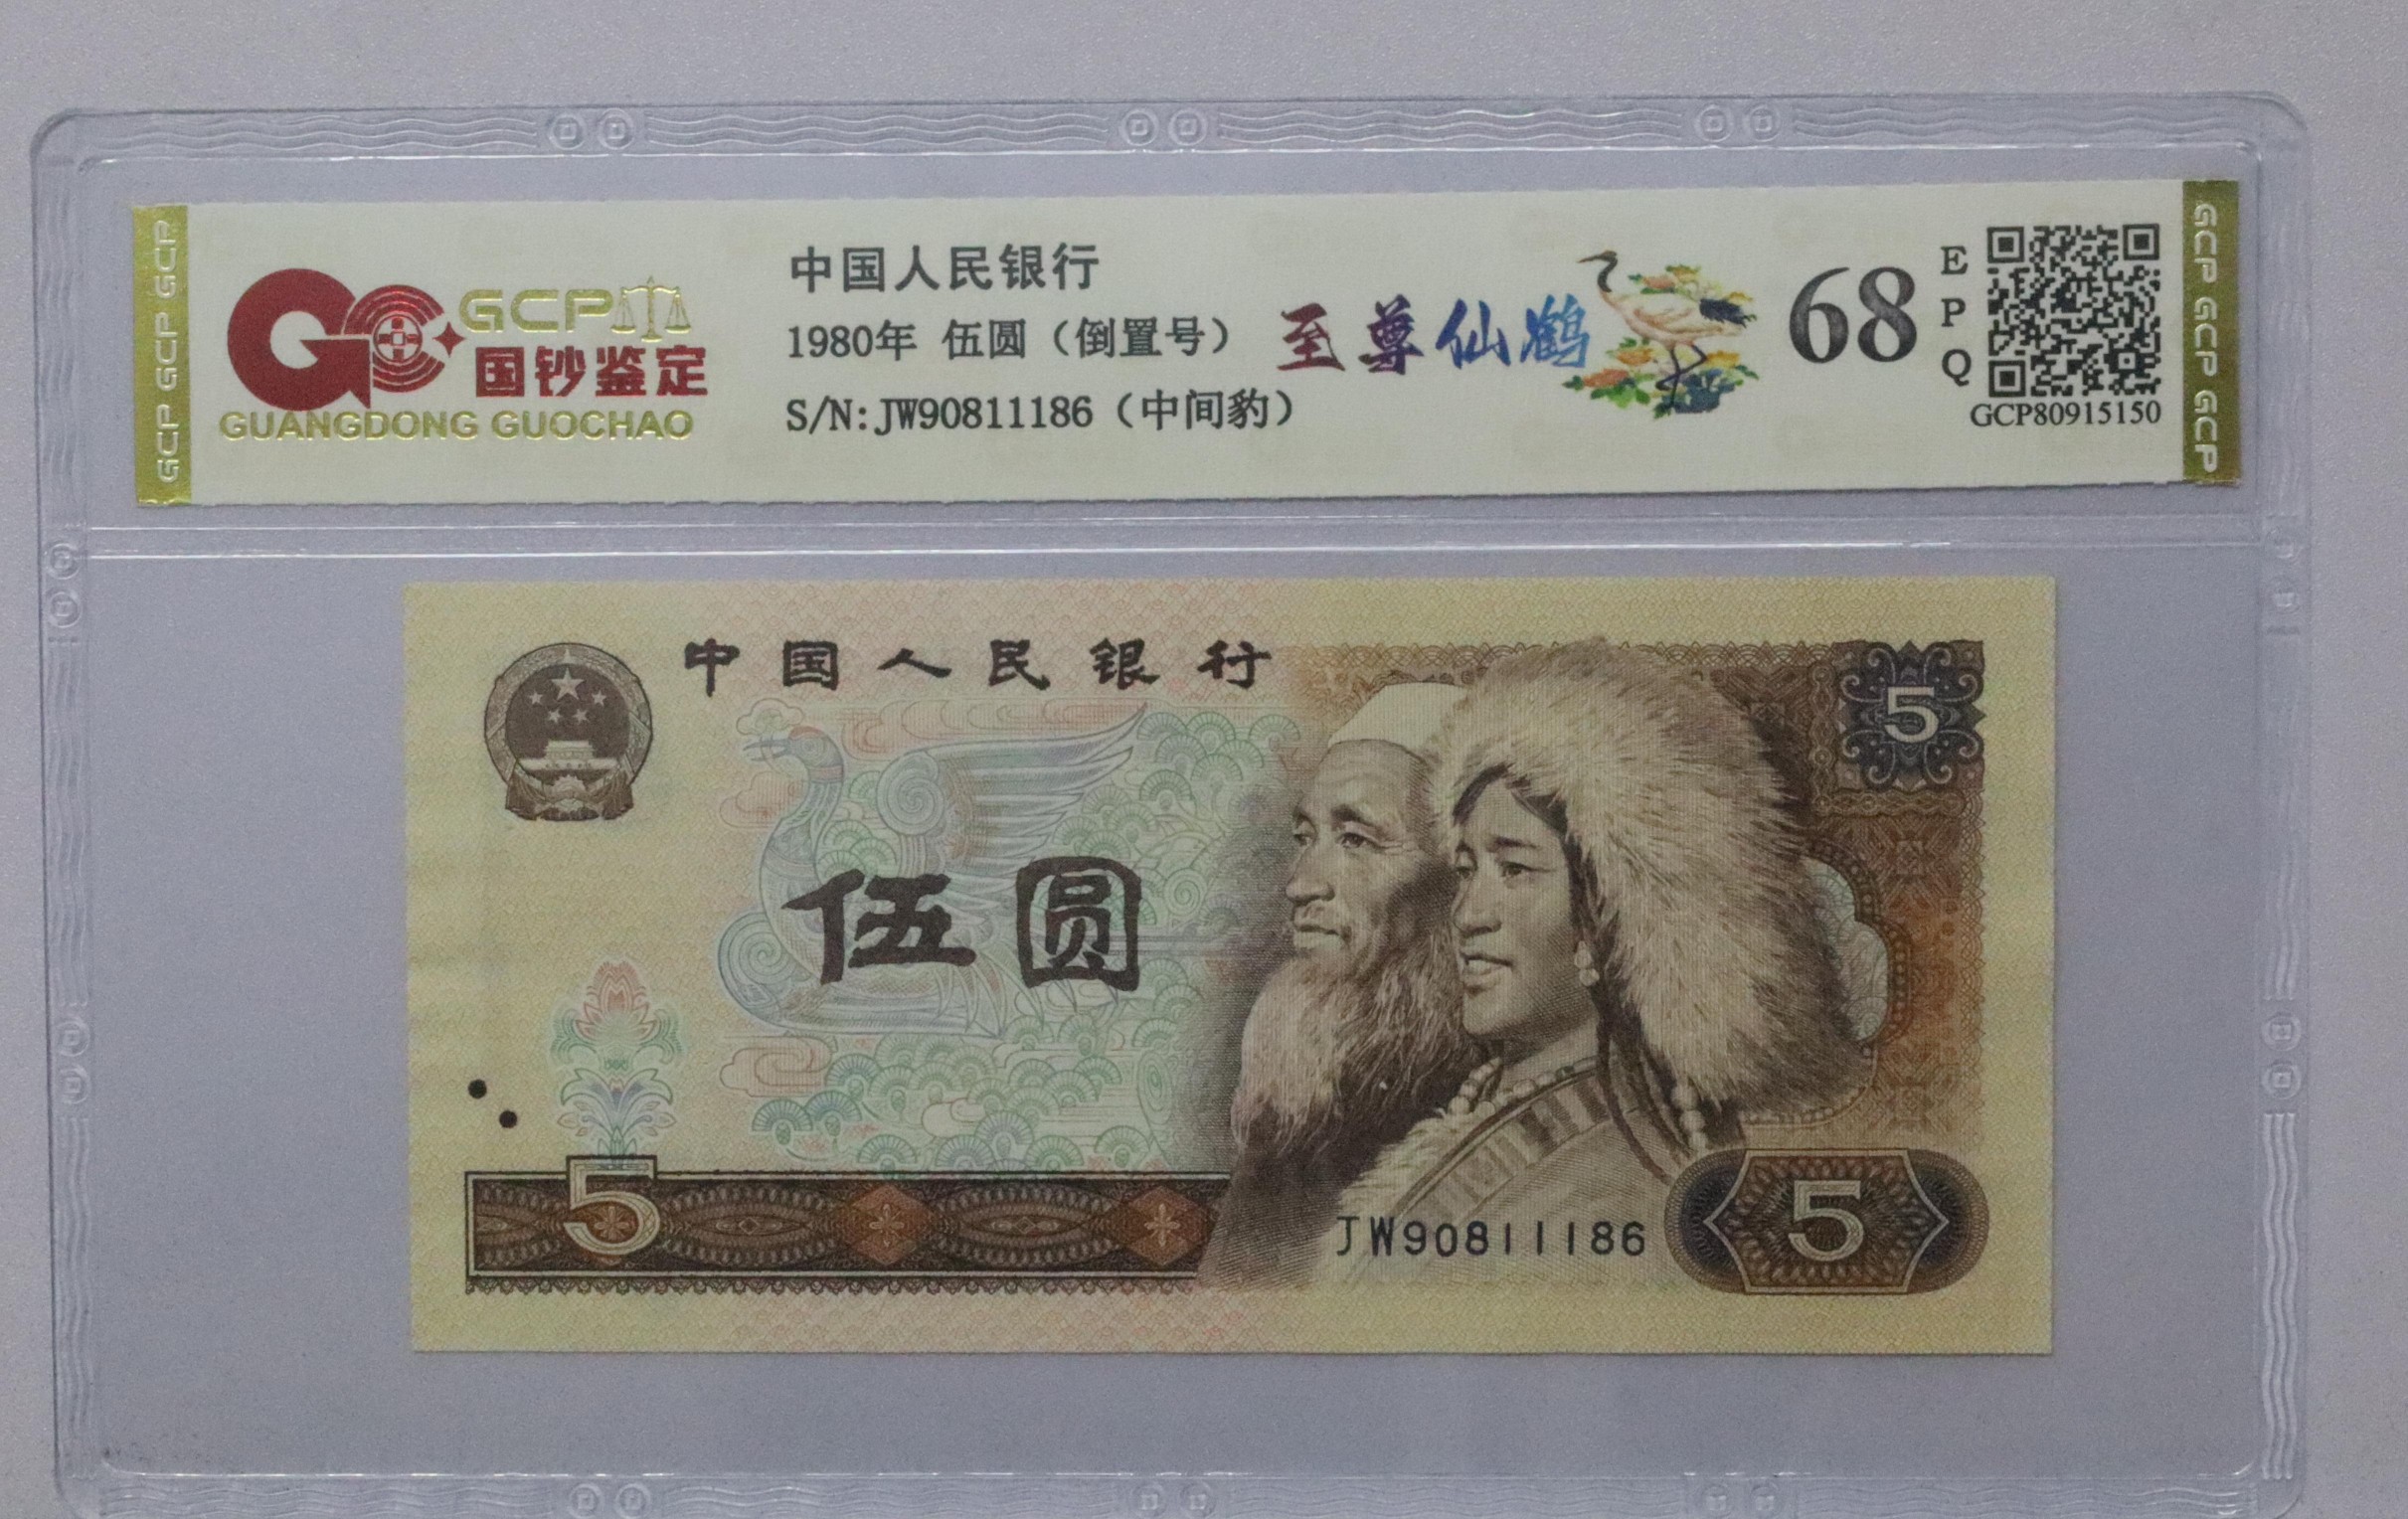 GCP GCP GCP
GCP
国钞鉴定
GUANGDONG GUOCHAO
中国人民银行
1980年 伍圆（倒置号）
S/N:JW90811186（中间豹）
至尊仙鹤
68
EPQ
GCP80915150
GCP GCP GCP
中国人民银行
5
伍圆
5
JW90811186
5